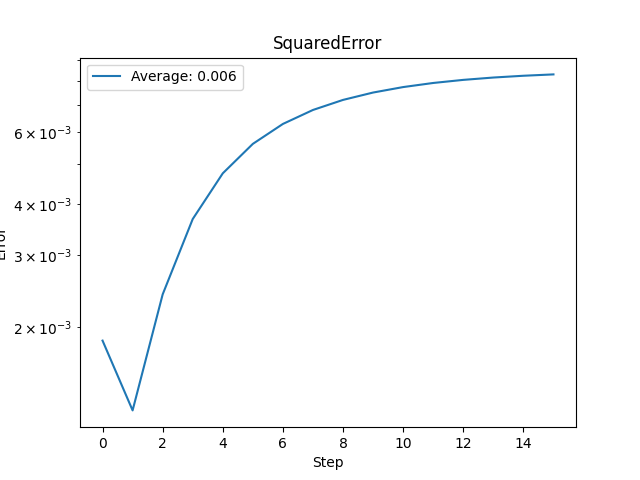 SquaredError
Average: 0.006
6 × 10⁻³
4 × 10⁻³
3 × 10⁻³
2 × 10⁻³
Error
0 2 4 6 8 10 12 14
Step